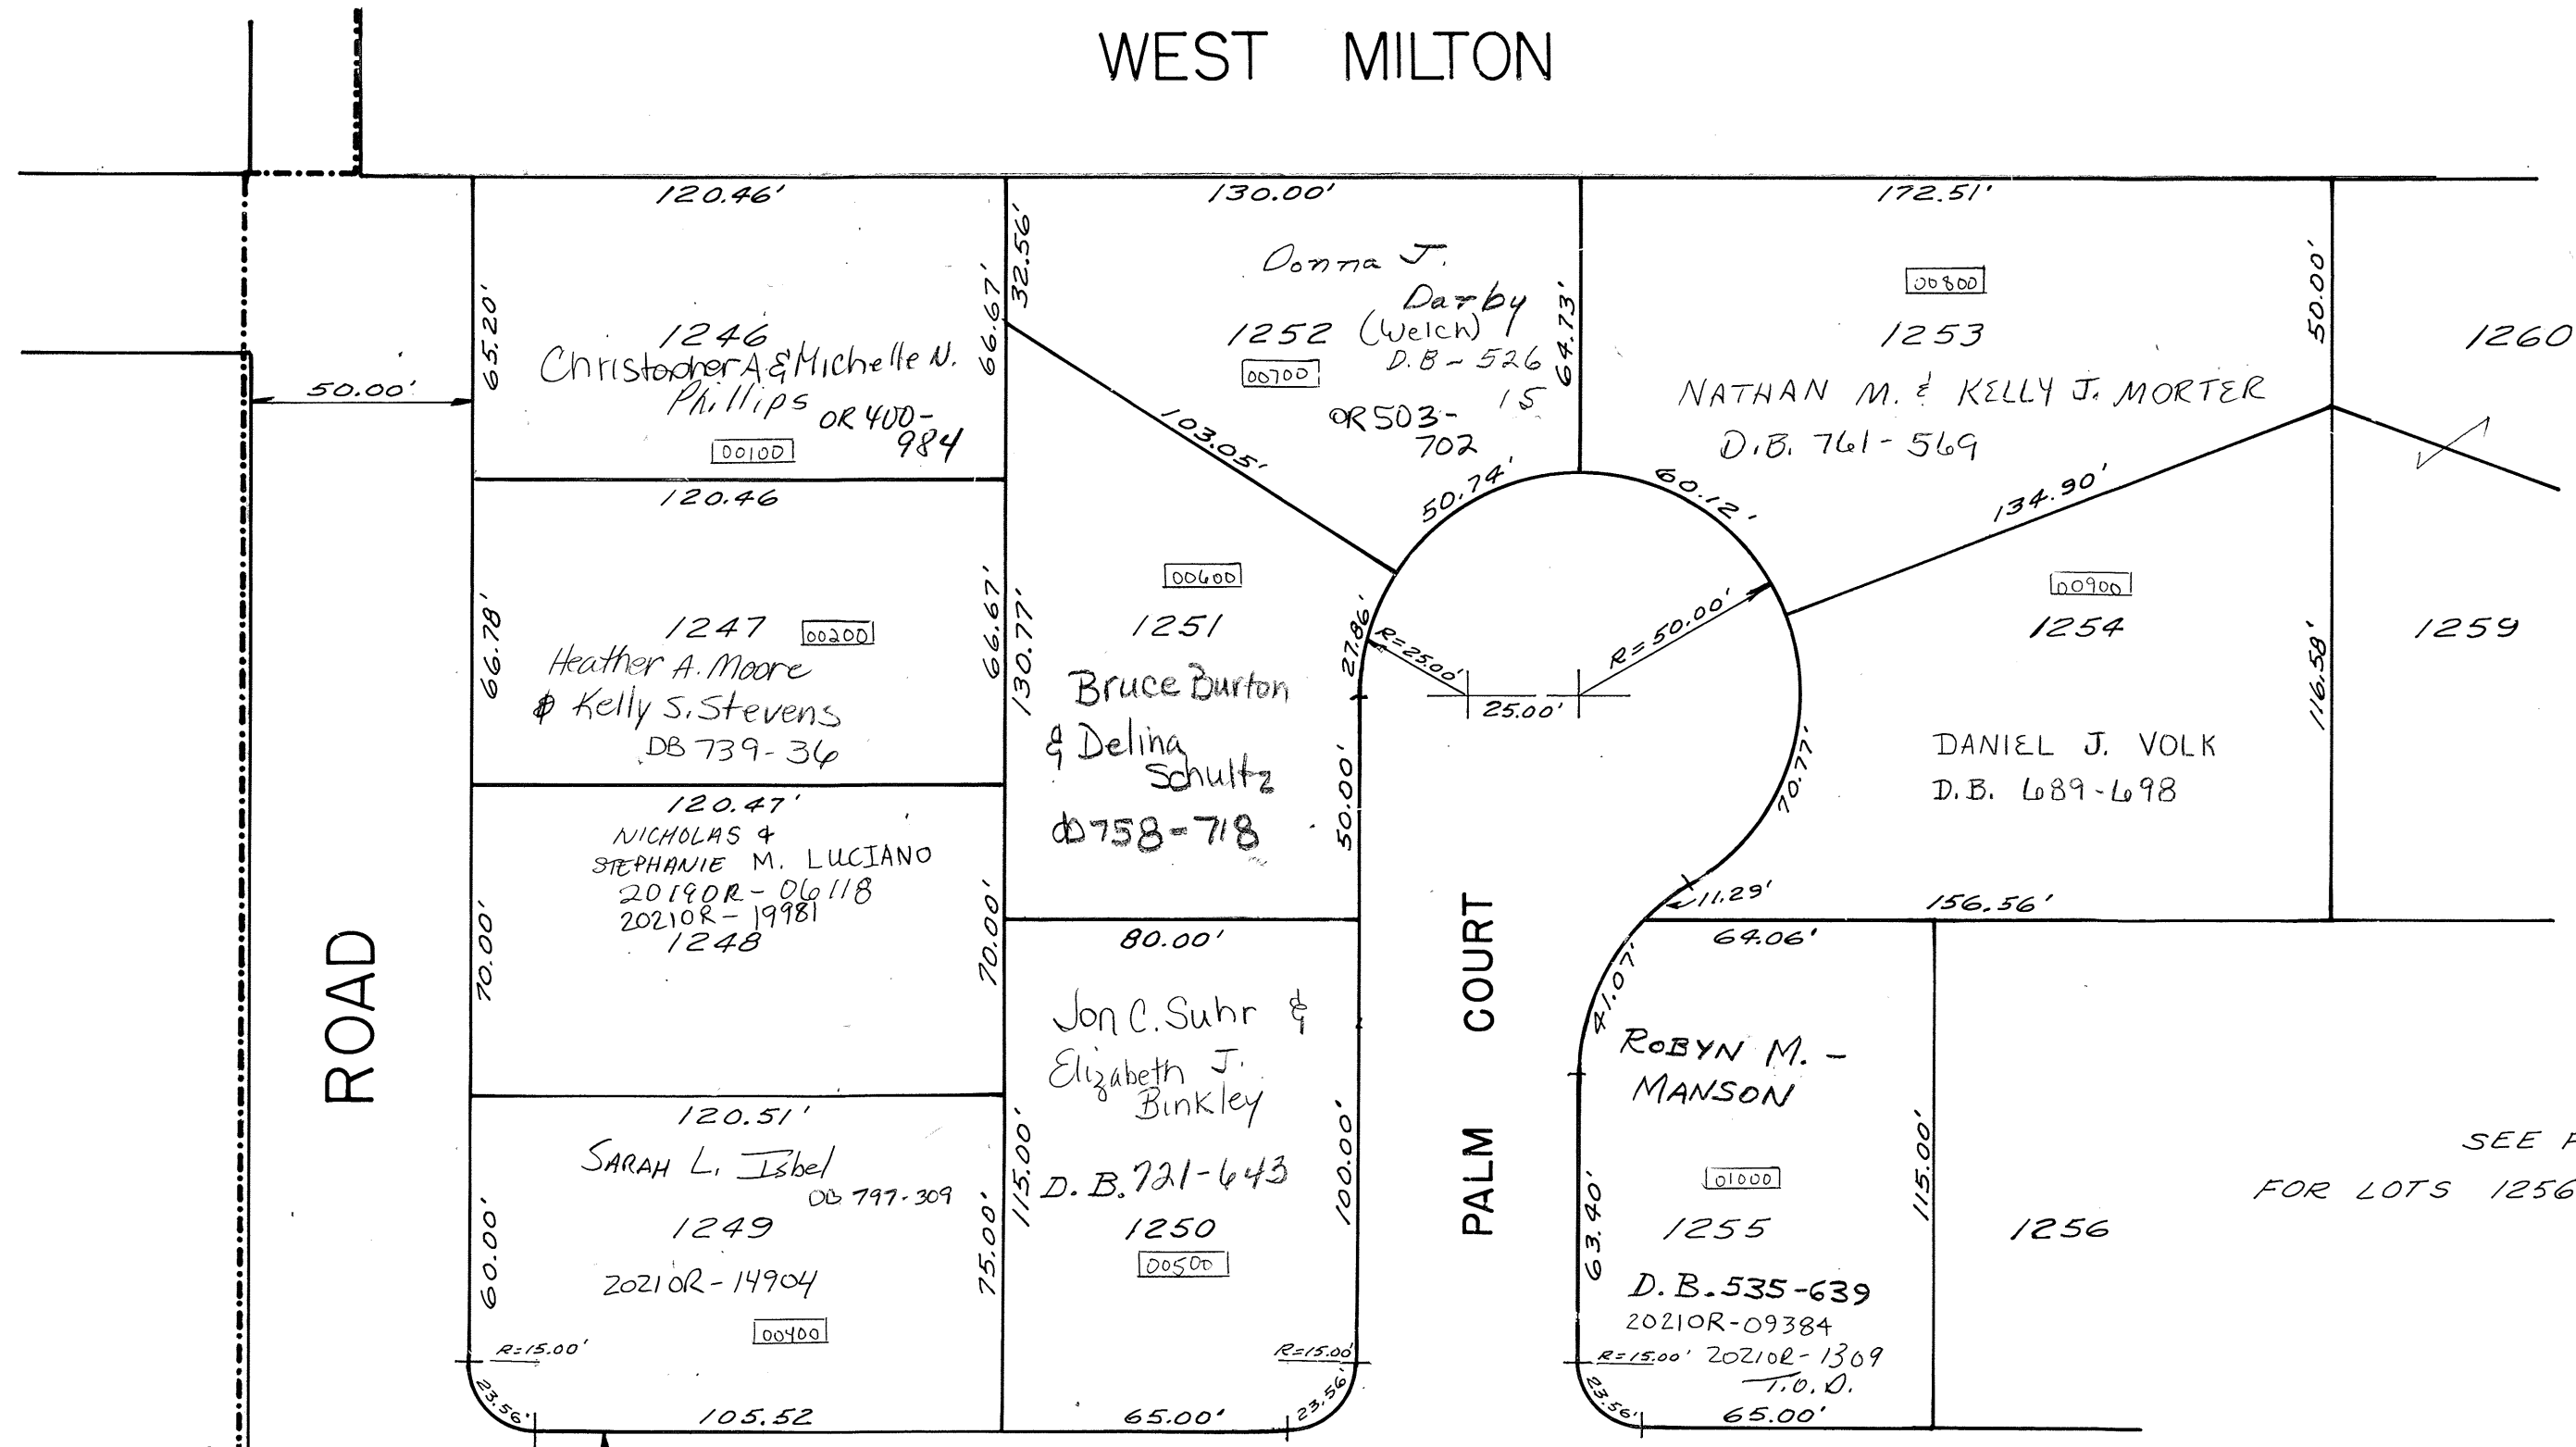 WEST MILTON
120.46'
130.00'
172.51'
65.20'
66.67'
32.56'
1246
Christopher A & Michelle N.
Phillips
OR 400-
984
00100
Donna J.
Darby
1252 (Welch)
D.B - 526
15
00700
OR 503-
702
64.73'
00800
1253
NATHAN M. & KELLY J. MORTER
D.B. 761-569
50.00'
1260
50.00'
103.05'
50.74'
60.12'
134.90'
120.46
66.78'
66.67'
1247
00200
Heather A. Moore
& Kelly S. Stevens
DB 739-36
130.77'
00600
1251
Bruce Burton
& Delina
Schultz
DB 758-718
27.86'
R=25.00'
R=50.00'
25.00'
50.00'
70.77'
00900
1254
DANIEL J. VOLK
D.B. 689-698
116.58'
1259
120.47'
NICHOLAS &
STEPHANIE M. LUCIANO
2019OR-06118
2021OR-19981
1248
70.00'
70.00'
11.29'
156.56'
ROAD
80.00'
Jon C. Suhr &
Elizabeth J.
Binkley
D.B. 721-643
1250
00500
115.00'
100.00'
PALM COURT
64.06'
41.07'
ROBYN M. -
MANSON
01000
1255
D.B. 535-639
2021OR-09384
R=15.00' 2021OR-1309
T.O.D.
63.40'
115.00'
1256
SEE
FOR LOTS 1256
120.51'
SARAH L. Isbel
DB 797-309
1249
2021OR-14904
00400
60.00'
75.00'
R=15.00'
R=15.00'
23.56'
105.52
65.00'
23.56'
23.56'
65.00'